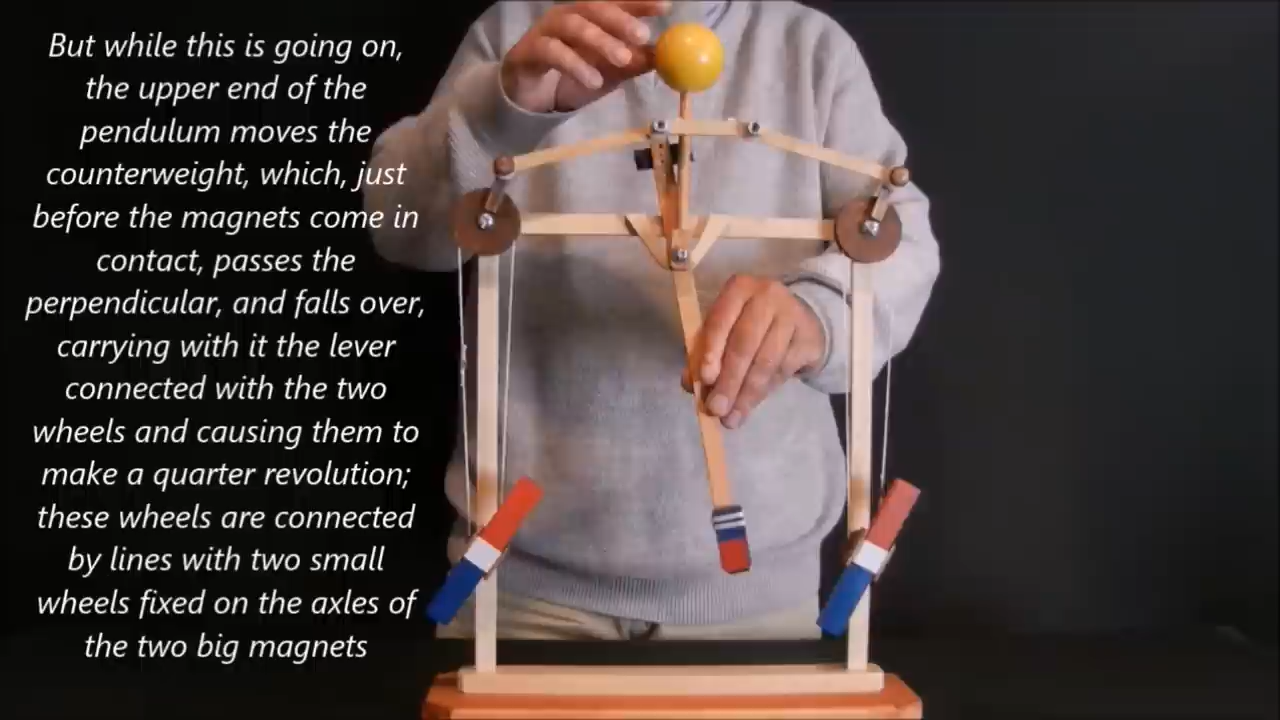 But while this is going on,
the upper end of the
pendulum moves the
counterweight, which, just
before the magnets come in
contact, passes the
perpendicular, and falls over,
carrying with it the lever
connected with the two
wheels and causing them to
make a quarter revolution;
these wheels are connected
by lines with two small
wheels fixed on the axles of
the two big magnets